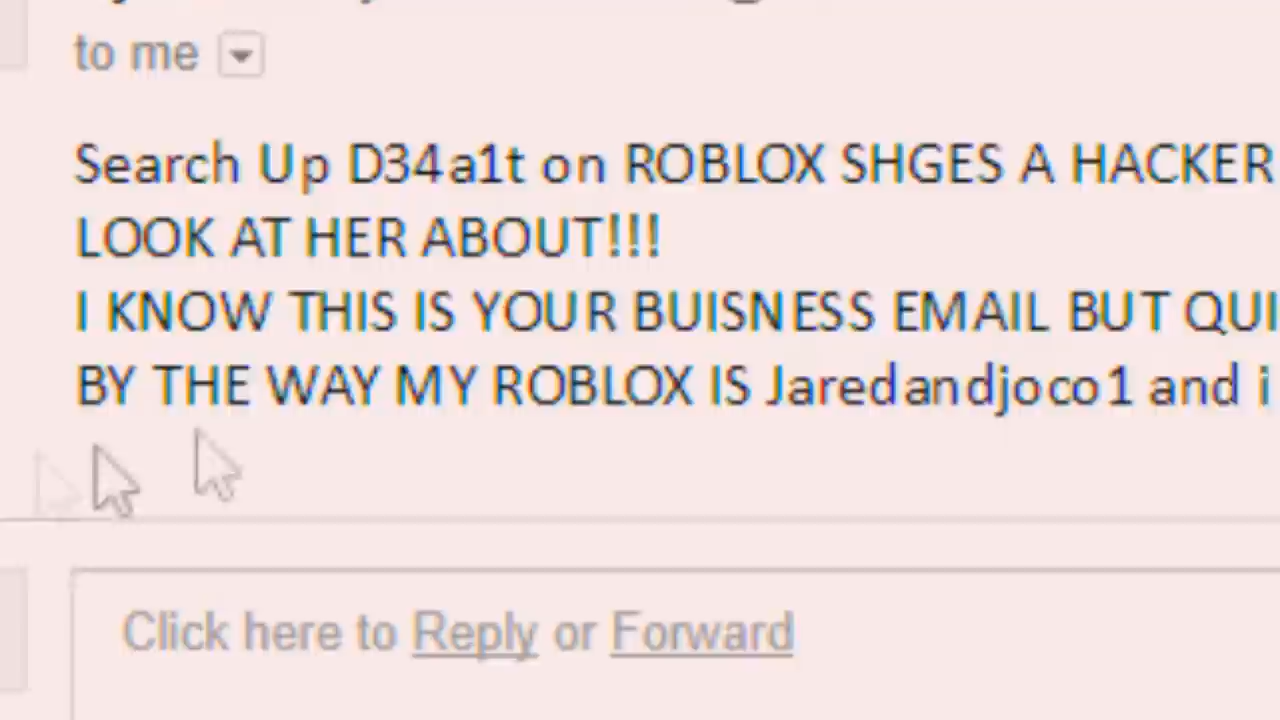 to me
Search Up D34a1t on ROBLOX SHGES A HACKER
LOOK AT HER ABOUT!!!
I KNOW THIS IS YOUR BUISNESS EMAIL BUT
BY THE WAY MY ROBLOX IS Jaredandjoco1 and i
Click here to Reply or Forward